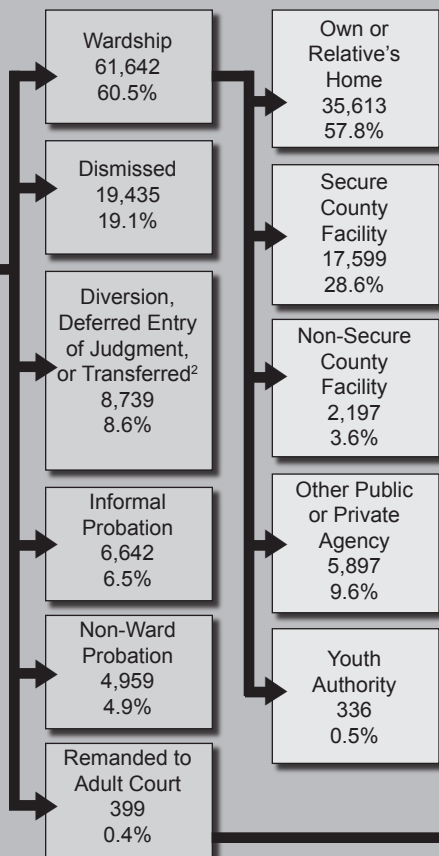 Wardship
61,642
60.5%
Dismissed
19,435
19.1%
Diversion,
Deferred Entry
of Judgment,
or Transferred²
8,739
8.6%
Informal
Probation
6,642
6.5%
Non-Ward
Probation
4,959
4.9%
Remanded to
Adult Court
399
0.4%
Own or
Relative's
Home
35,613
57.8%
Secure
County
Facility
17,599
28.6%
Non-Secure
County
Facility
2,197
3.6%
Other Public
or Private
Agency
5,897
9.6%
Youth
Authority
336
0.5%